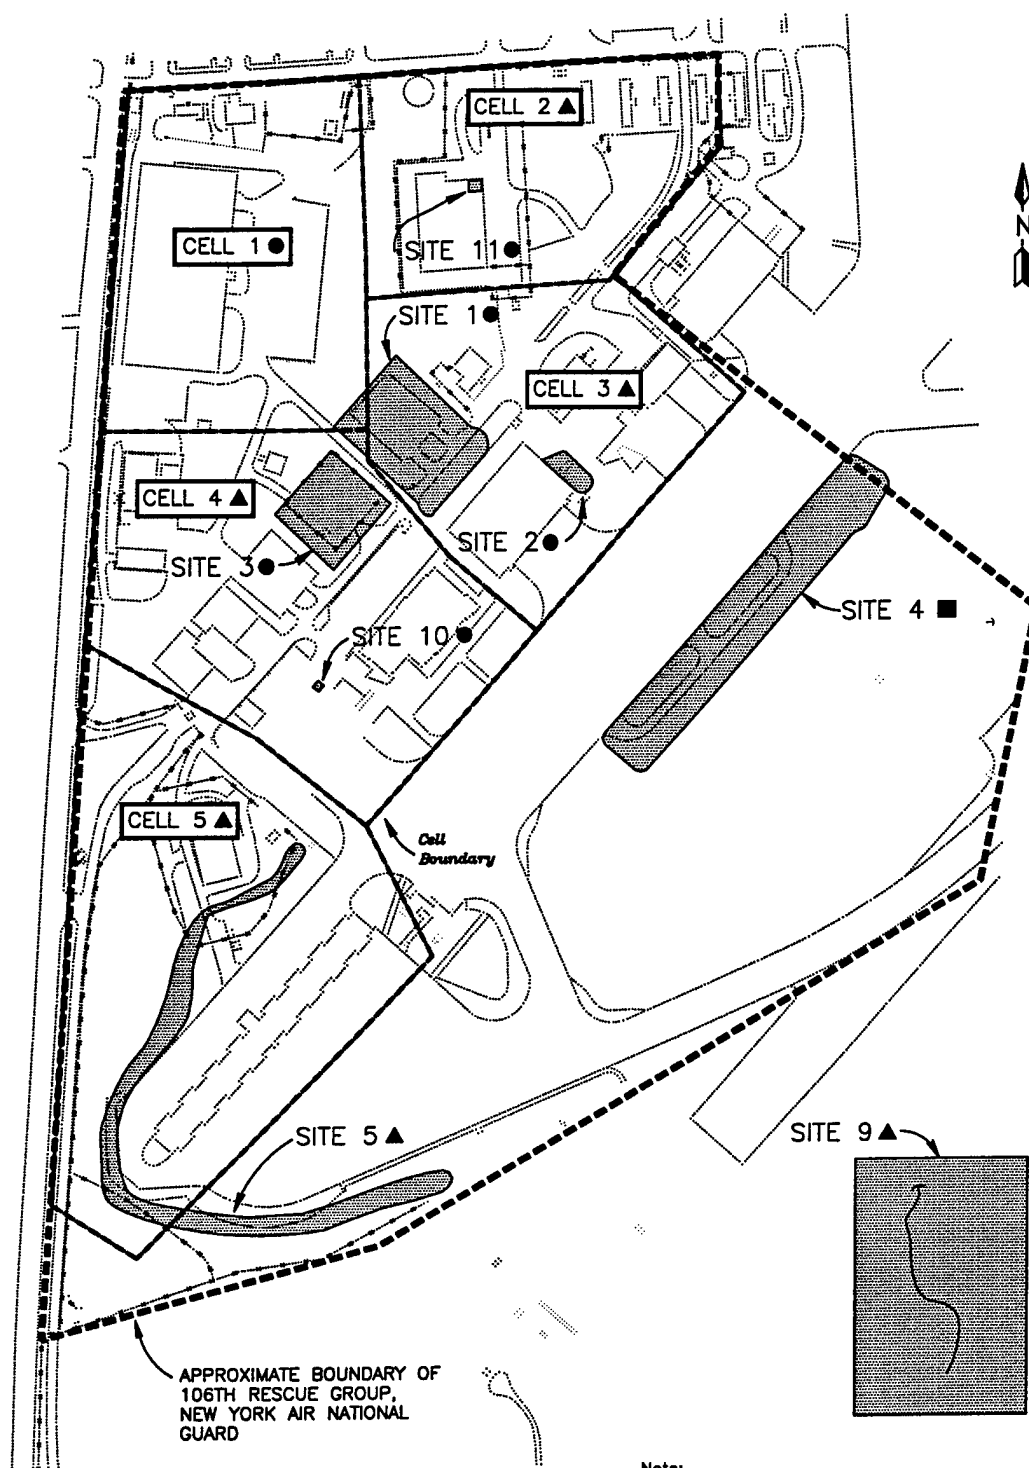 CELL 2 ▲
N
CELL 1 ●
SITE 11 ●
SITE 1 ●
CELL 3 ▲
CELL 4 ▲
SITE 2 ●
SITE 3 ●
SITE 4 ■
SITE 10 ●
CELL 5 ▲
Cell
Boundary
SITE 5 ▲
SITE 9 ▲
APPROXIMATE BOUNDARY OF
106TH RESCUE GROUP,
NEW YORK AIR NATIONAL
GUARD
Note: